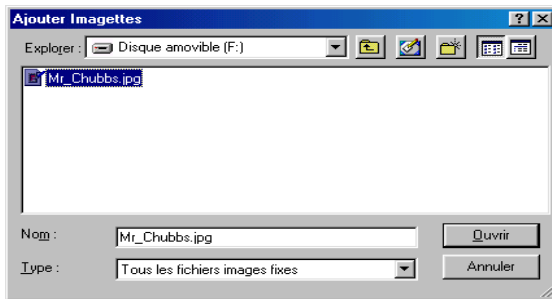 Ajouter Imagettes
Explorer : Disque amovible (F:)
Mr_Chubbs.jpg
Nom : Mr_Chubbs.jpg Ouvrir
Type : Tous les fichiers images fixes Annuler